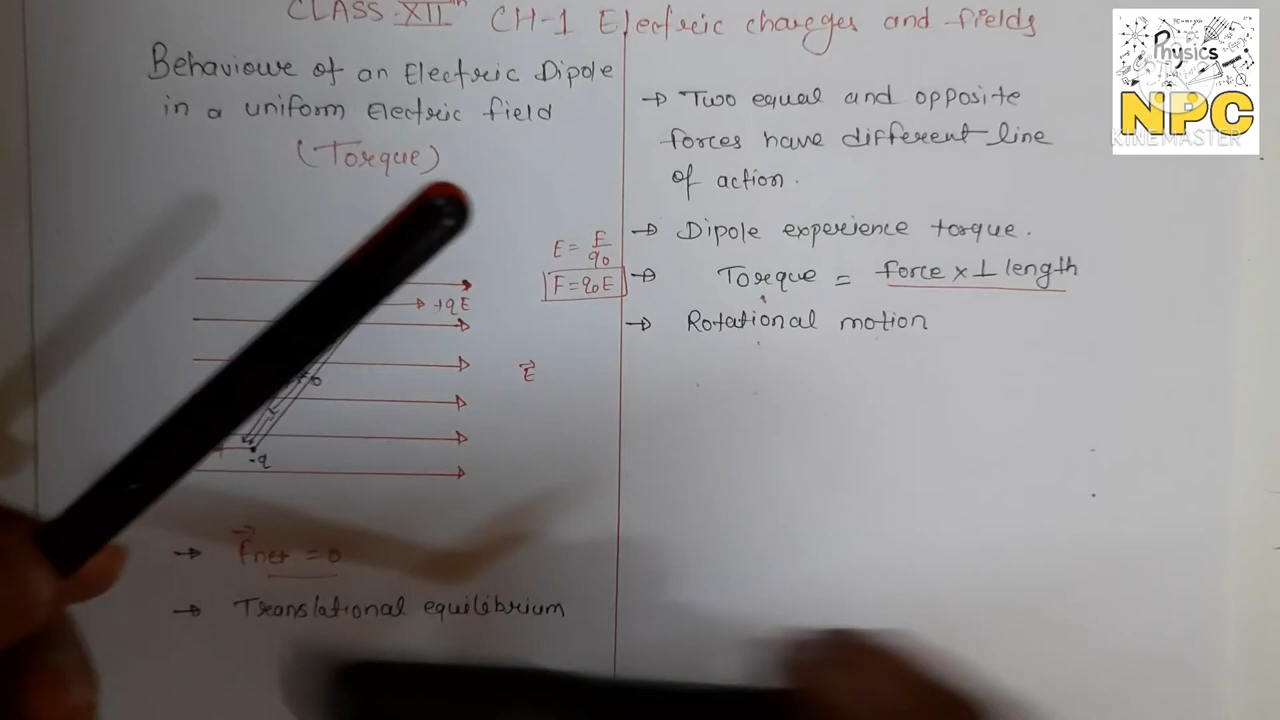 CLASS-XIIth CH-1 Electric charges and fields
Behaviour of an Electric Dipole
in a uniform Electric field
(Torque)
+qE
E
-q
Fnet = 0
Translational equilibrium
→ Two equal and opposite
forces have different line
of action.
→ Dipole experience torque.
E = F/q0
F = q0E
→ Torque = force × ⊥ length
→ Rotational motion
Physics
NPC
KINEMASTER